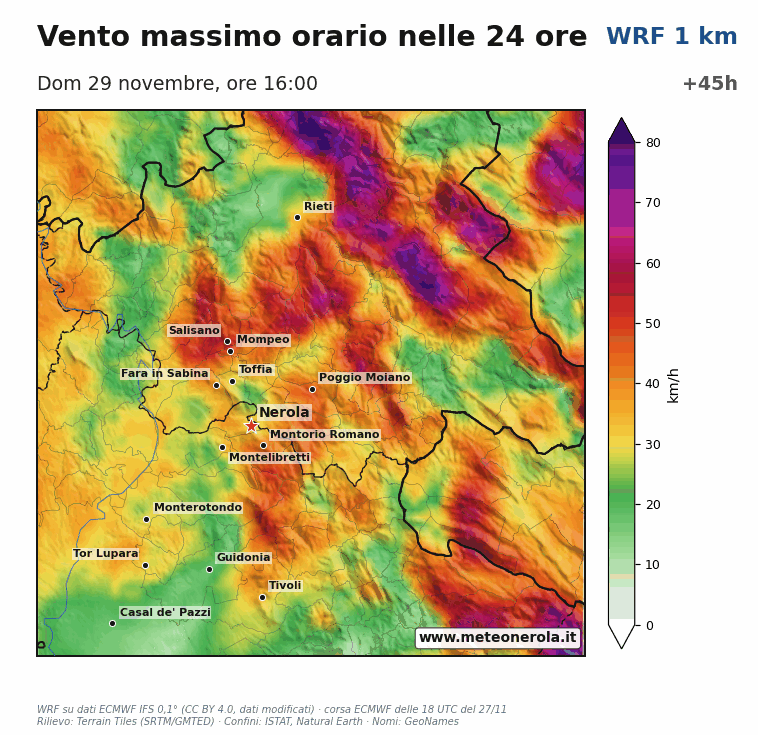 Vento massimo orario nelle 24 ore WRF 1 km
Dom 29 novembre, ore 16:00 +45h
80
70
60
50
40
30
20
10
0
km/h
Rieti
Salisano
Mompeo
Fara in Sabina
Toffia
Poggio Moiano
Nerola
Montorio Romano
Montelibretti
Monterotondo
Tor Lupara
Guidonia
Tivoli
Casal de' Pazzi
www.meteonerola.it
WRF su dati ECMWF IFS 0,1° (CC BY 4.0, dati modificati) · corsa ECMWF delle 18 UTC del 27/11
Rilievo: Terrain Tiles (SRTM/GMTED) · Confini: ISTAT, Natural Earth · Nomi: GeoNames